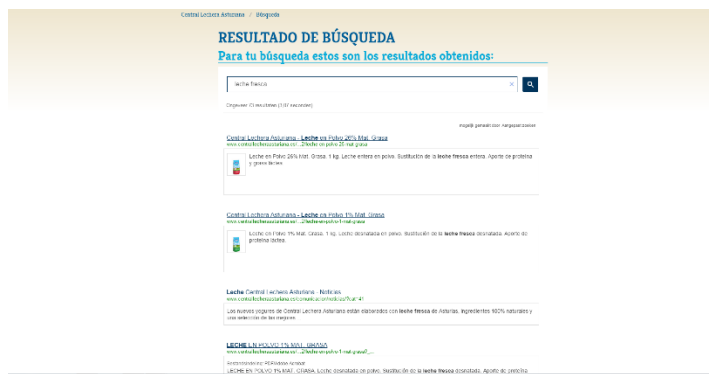 Central Lechera Asturiana / Búsqueda
RESULTADO DE BÚSQUEDA
Para tu búsqueda estos son los resultados obtenidos:
leche fresca
resultados
Central Lechera Asturiana - Leche en Polvo 26% Mat. Grasa
Leche en Polvo 26% Mat. Grasa. 1 kg. Leche entera en polvo. Sustitución de la leche fresca entera. Aporte de proteína
y grasa láctea.
Central Lechera Asturiana - Leche en Polvo 1% Mat. Grasa
Leche en Polvo 1% Mat. Grasa. 1 kg. Leche desnatada en polvo. Sustitución de la leche fresca desnatada. Aporte de
proteína láctea.
Leche Central Lechera Asturiana - Noticias
Los nuevos yogures de Central Lechera Asturiana están elaborados con leche fresca de Asturias, ingredientes 100% naturales y
una selección de las mejores
LECHE EN POLVO 1% MAT. GRASA
LECHE EN POLVO 1% MAT. GRASA. Leche desnatada en polvo. Sustitución de la leche fresca desnatada. Aporte de proteína